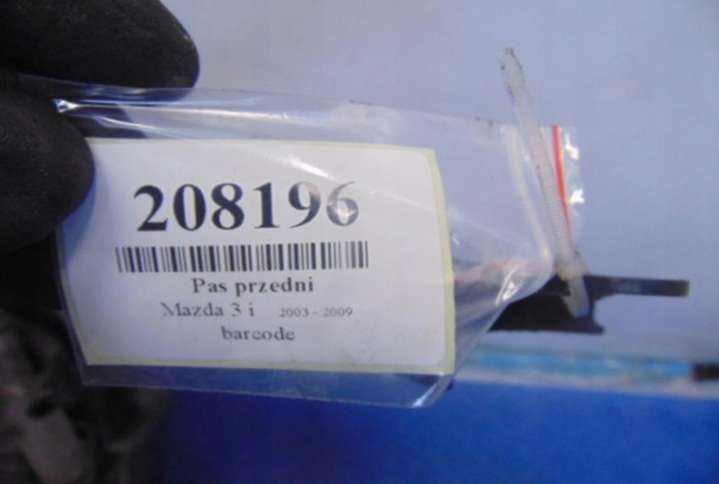 208196
Pas przedni
Mazda 3 i 2003 - 2009
barcode